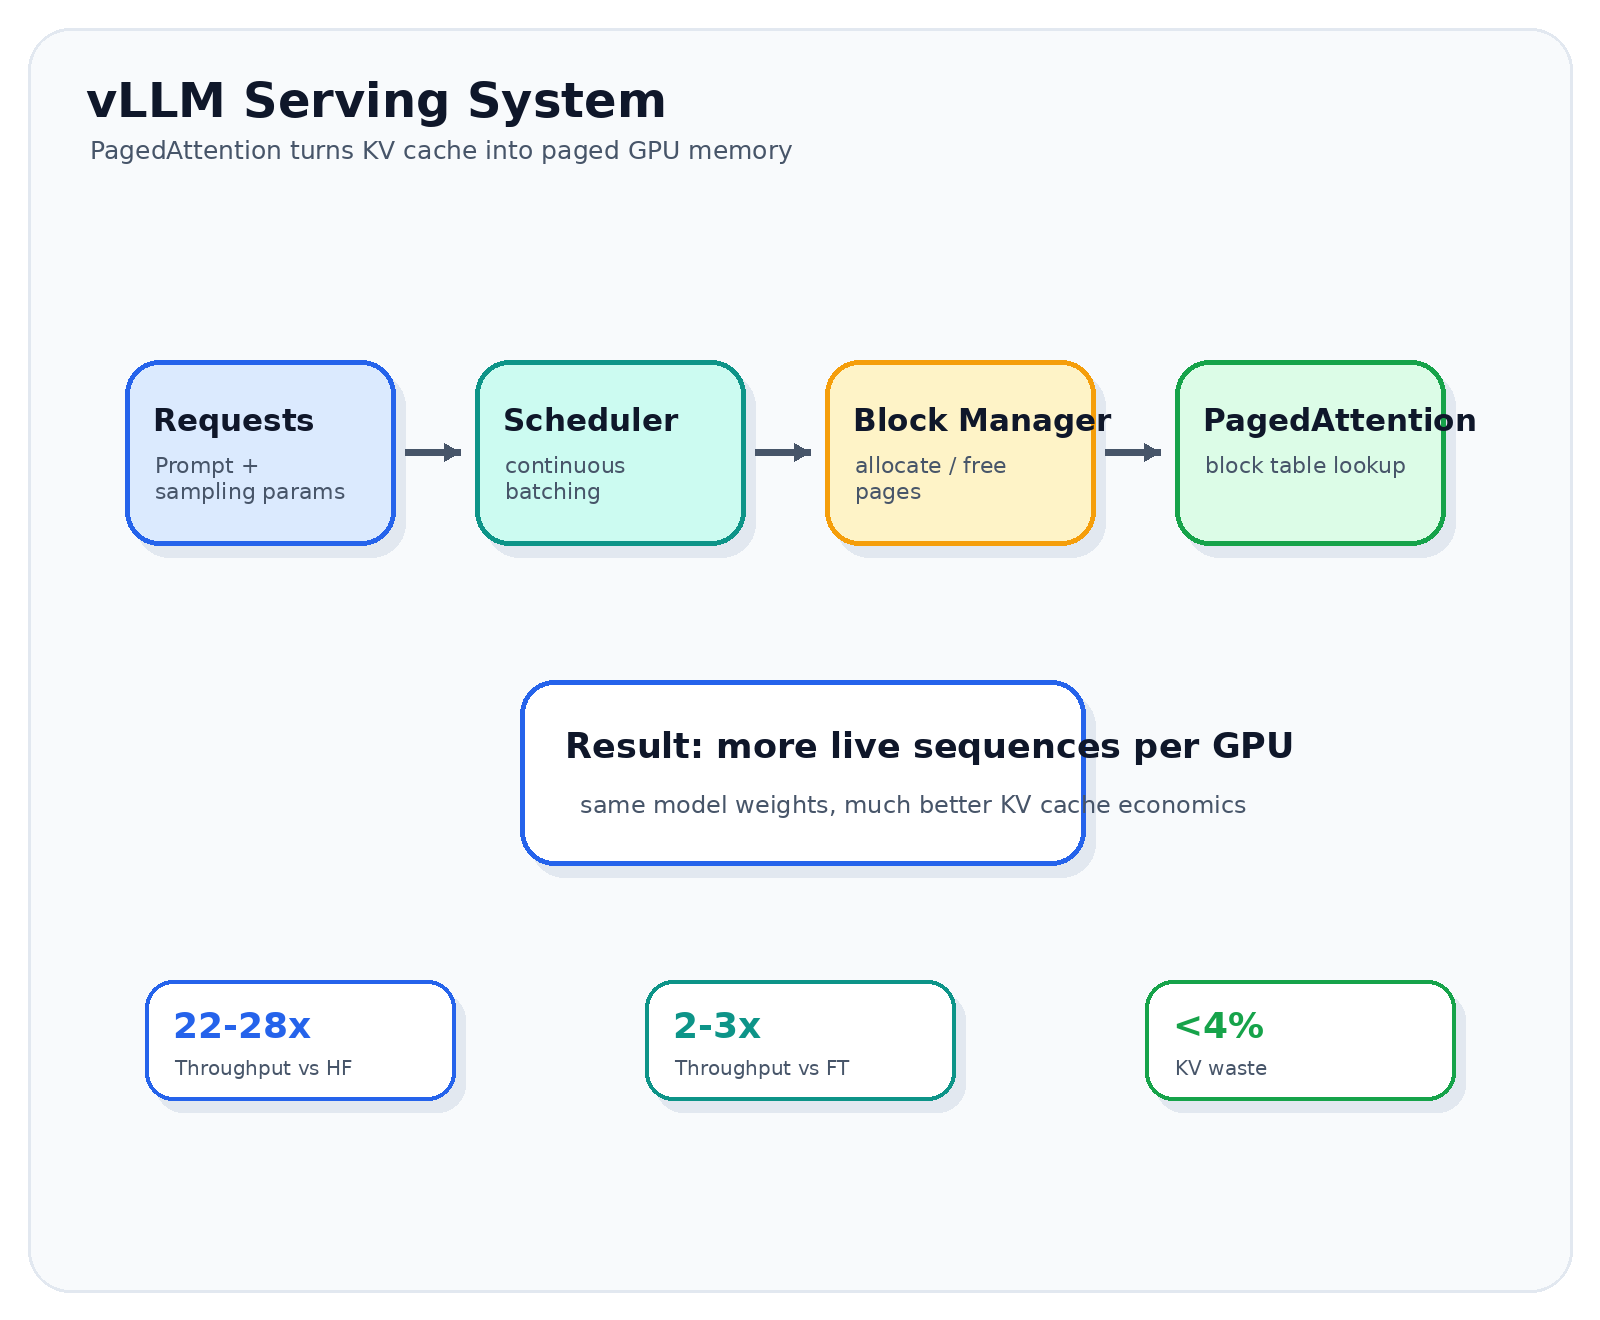 vLLM Serving System
PagedAttention turns KV cache into paged GPU memory
Requests
Prompt +
sampling params
Scheduler
continuous
batching
Block Manager
allocate / free
pages
PagedAttention
block table lookup
Result: more live sequences per GPU
same model weights, much better KV cache economics
22-28x
Throughput vs HF
2-3x
Throughput vs FT
<4%
KV waste